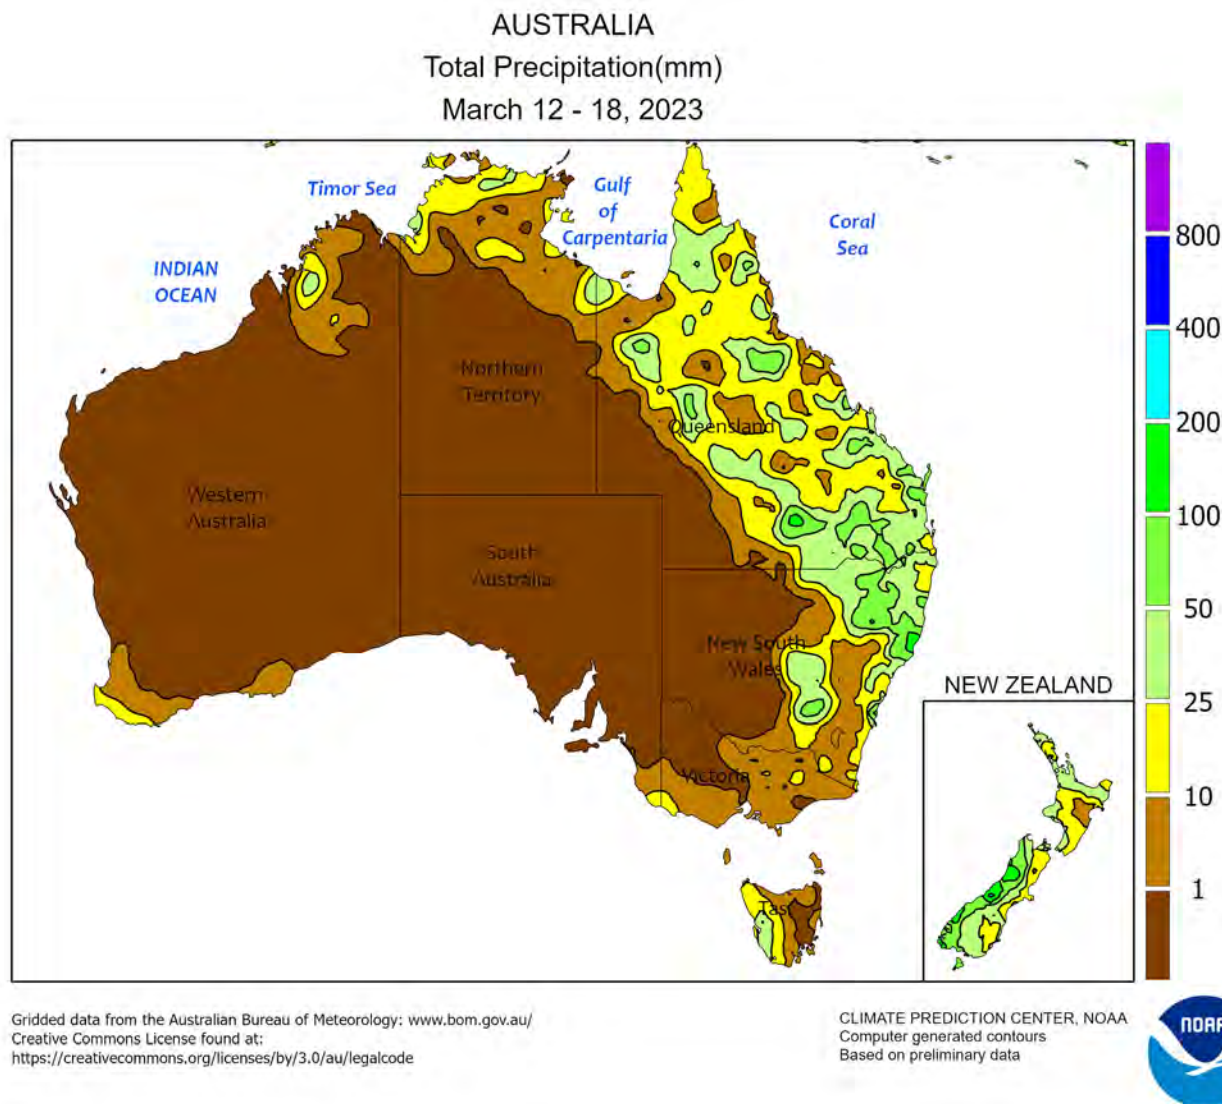 AUSTRALIA
Total Precipitation(mm)
March 12 - 18, 2023
Timor Sea
Gulf
of
Carpentaria
Coral
Sea
INDIAN
OCEAN
Northern
Territory
Queensland
Western
Australia
South
Australia
New South
Wales
Victoria
Tas
NEW ZEALAND
800
400
200
100
50
25
10
1
Gridded data from the Australian Bureau of Meteorology: www.bom.gov.au/
Creative Commons License found at:
https://creativecommons.org/licenses/by/3.0/au/legalcode
CLIMATE PREDICTION CENTER, NOAA
Computer generated contours
Based on preliminary data
NOAA